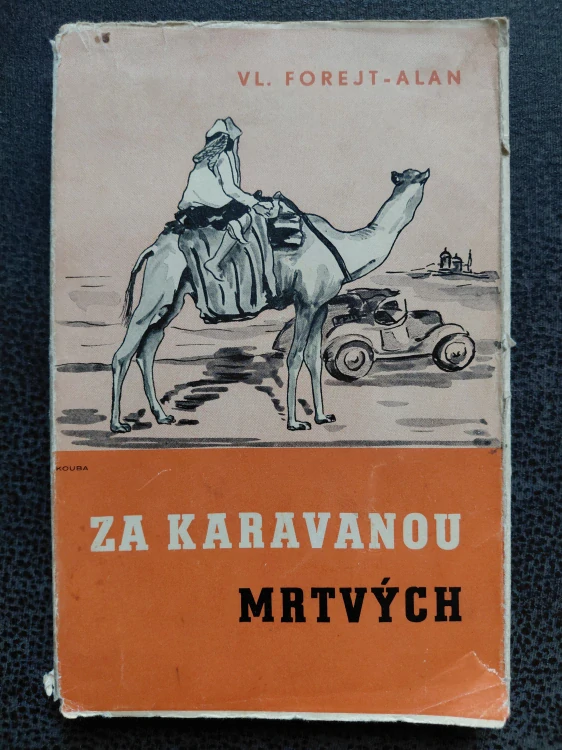 VL. FOREJT-ALAN
KOUBA
ZA KARAVANOU
MRTVÝCH